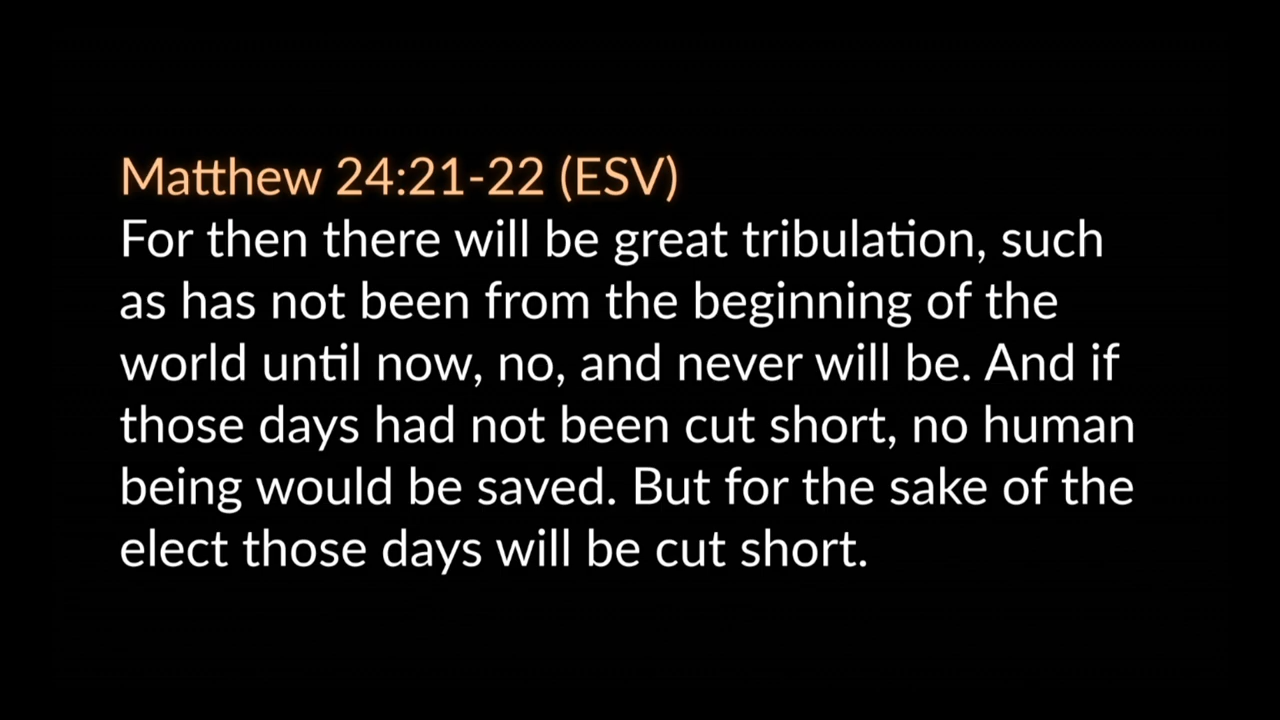 Matthew 24:21-22 (ESV)
For then there will be great tribulation, such
as has not been from the beginning of the
world until now, no, and never will be. And if
those days had not been cut short, no human
being would be saved. But for the sake of the
elect those days will be cut short.